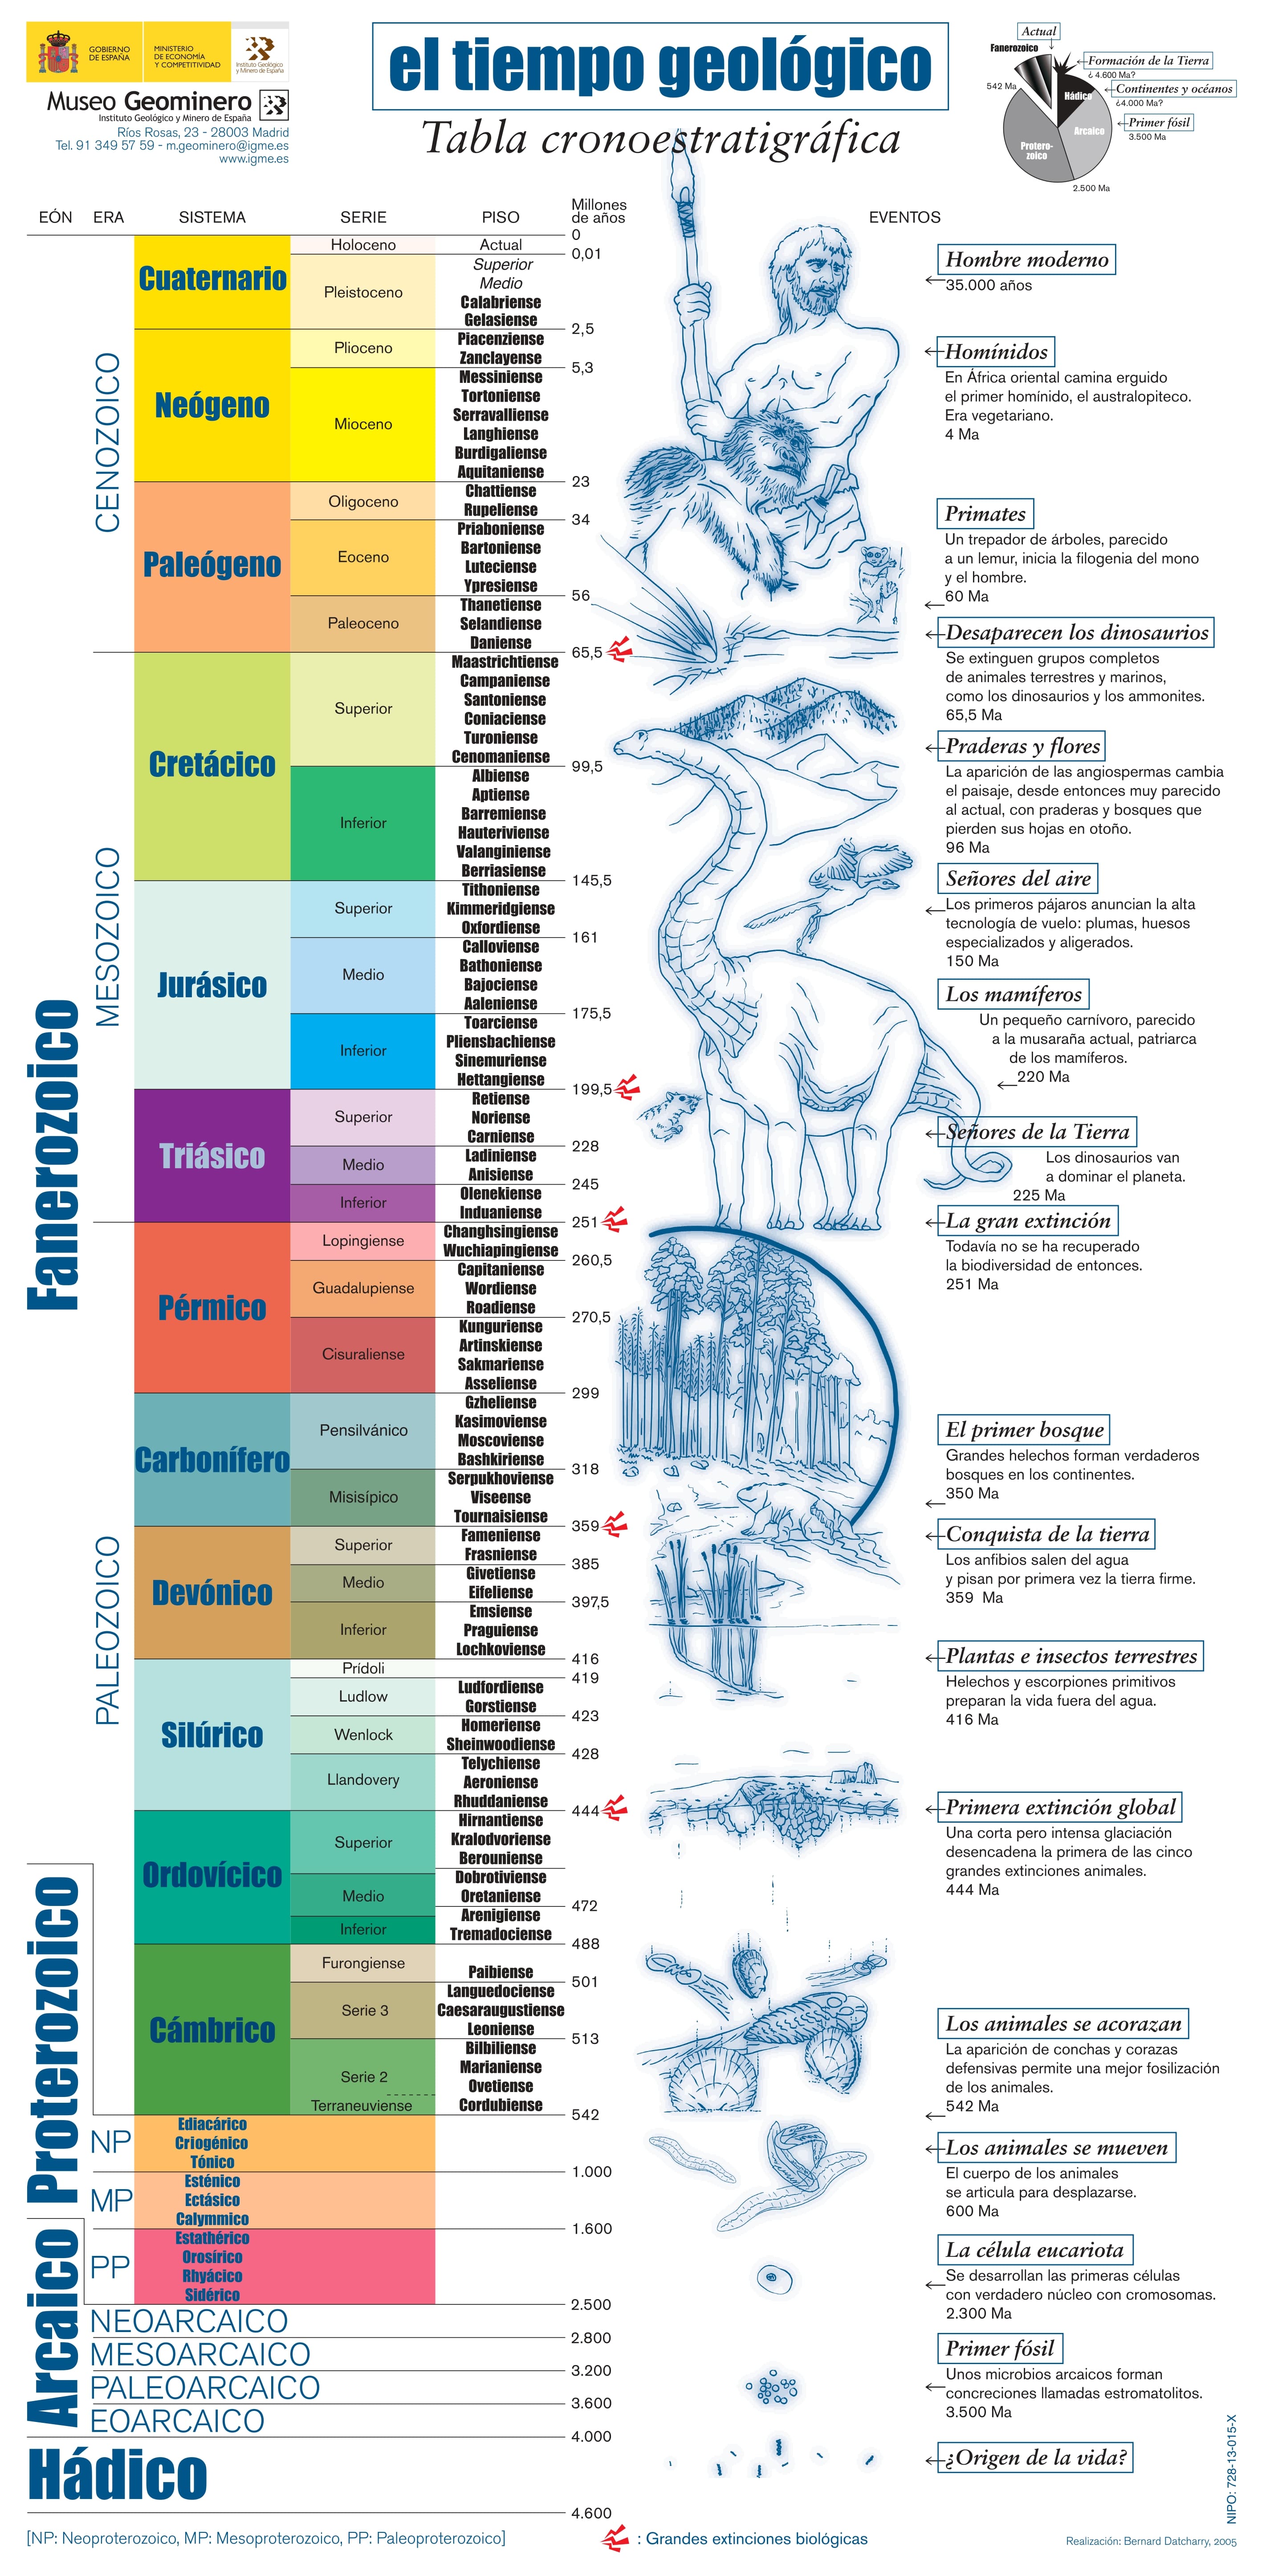 GOBIERNO
DE ESPAÑA
MINISTERIO
DE ECONOMÍA
Y COMPETITIVIDAD
Instituto Geológico
y Minero de España
Museo Geominero
Instituto Geológico y Minero de España
Ríos Rosas, 23 - 28003 Madrid
Tel. 91 349 57 59 - m.geominero@igme.es
www.igme.es
el tiempo geológico
Tabla cronoestratigráfica
Actual
Fanerozoico
542 Ma
Formación de la Tierra
¿ 4.600 Ma?
Continentes y océanos
¿4.000 Ma?
Primer fósil
3.500 Ma
Hádico
Arcaico
Protero-
zoico
2.500 Ma
EÓN
ERA
SISTEMA
SERIE
PISO
Millones
de años
EVENTOS
Fanerozoico
Proterozoico
Arcaico
Hádico
CENOZOICO
MESOZOICO
PALEOZOICO
NP
MP
PP
NEOARCAICO
MESOARCAICO
PALEOARCAICO
EOARCAICO
Cuaternario
Neógeno
Paleógeno
Cretácico
Jurásico
Triásico
Pérmico
Carbonífero
Devónico
Silúrico
Ordovícico
Cámbrico
Ediacárico
Criogénico
Tónico
Esténico
Ectásico
Calymmico
Estathérico
Orosírico
Rhyácico
Sidérico
Holoceno
Pleistoceno
Plioceno
Mioceno
Oligoceno
Eoceno
Paleoceno
Superior
Inferior
Superior
Medio
Inferior
Superior
Medio
Inferior
Lopingiense
Guadalupiense
Cisuraliense
Pensilvánico
Misisípico
Superior
Medio
Inferior
Prídoli
Ludlow
Wenlock
Llandovery
Superior
Medio
Inferior
Furongiense
Serie 3
Serie 2
Terraneuviense
Actual
Superior
Medio
Calabriense
Gelasiense
Piacenziense
Zanclayense
Messiniense
Tortoniense
Serravalliense
Langhiense
Burdigaliense
Aquitaniense
Chattiense
Rupeliense
Priaboniense
Bartoniense
Luteciense
Ypresiense
Thanetiense
Selandiense
Daniense
Maastrichtiense
Campaniense
Santoniense
Coniaciense
Turoniense
Cenomaniense
Albiense
Aptiense
Barremiense
Hauteriviense
Valanginiense
Berriasiense
Tithoniense
Kimmeridgiense
Oxfordiense
Calloviense
Bathoniense
Bajociense
Aaleniense
Toarciense
Pliensbachiense
Sinemuriense
Hettangiense
Retiense
Noriense
Carniense
Ladiniense
Anisiense
Olenekiense
Induaniense
Changhsingiense
Wuchiapingiense
Capitaniense
Wordiense
Roadiense
Kunguriense
Artinskiense
Sakmariense
Asseliense
Gzheliense
Kasimoviense
Moscoviense
Bashkiriense
Serpukhoviense
Viseense
Tournaisiense
Fameniense
Frasniense
Givetiense
Eifeliense
Emsiense
Praguiense
Lochkoviense
Ludfordiense
Gorstiense
Homeriense
Sheinwoodiense
Telychiense
Aeroniense
Rhuddaniense
Hirnantiense
Kralodvoriense
Berouniense
Dobrotiviense
Oretaniense
Arenigiense
Tremadociense
Paibiense
Languedociense
Caesaraugustiense
Leoniense
Bilbiliense
Marianiense
Ovetiense
Cordubiense
0
0,01
2,5
5,3
23
34
56
65,5
99,5
145,5
161
175,5
199,5
228
245
251
260,5
270,5
299
318
359
385
397,5
416
419
423
428
444
472
488
501
513
542
1.000
1.600
2.500
2.800
3.200
3.600
4.000
4.600
Hombre moderno
35.000 años
Homínidos
En África oriental camina erguido
el primer homínido, el australopiteco.
Era vegetariano.
4 Ma
Primates
Un trepador de árboles, parecido
a un lemur, inicia la filogenia del mono
y el hombre.
60 Ma
Desaparecen los dinosaurios
Se extinguen grupos completos
de animales terrestres y marinos,
como los dinosaurios y los ammonites.
65,5 Ma
Praderas y flores
La aparición de las angiospermas cambia
el paisaje, desde entonces muy parecido
al actual, con praderas y bosques que
pierden sus hojas en otoño.
96 Ma
Señores del aire
Los primeros pájaros anuncian la alta
tecnología de vuelo: plumas, huesos
especializados y aligerados.
150 Ma
Los mamíferos
Un pequeño carnívoro, parecido
a la musaraña actual, patriarca
de los mamíferos.
220 Ma
Señores de la Tierra
Los dinosaurios van
a dominar el planeta.
225 Ma
La gran extinción
Todavía no se ha recuperado
la biodiversidad de entonces.
251 Ma
El primer bosque
Grandes helechos forman verdaderos
bosques en los continentes.
350 Ma
Conquista de la tierra
Los anfibios salen del agua
y pisan por primera vez la tierra firme.
359 Ma
Plantas e insectos terrestres
Helechos y escorpiones primitivos
preparan la vida fuera del agua.
416 Ma
Primera extinción global
Una corta pero intensa glaciación
desencadena la primera de las cinco
grandes extinciones animales.
444 Ma
Los animales se acorazan
La aparición de conchas y corazas
defensivas permite una mejor fosilización
de los animales.
542 Ma
Los animales se mueven
El cuerpo de los animales
se articula para desplazarse.
600 Ma
La célula eucariota
Se desarrollan las primeras células
con verdadero núcleo con cromosomas.
2.300 Ma
Primer fósil
Unos microbios arcaicos forman
concreciones llamadas estromatolitos.
3.500 Ma
¿Origen de la vida?
NIPO: 728-13-015-X
[NP: Neoproterozoico, MP: Mesoproterozoico, PP: Paleoproterozoico]
: Grandes extinciones biológicas
Realización: Bernard Datcharry, 2005